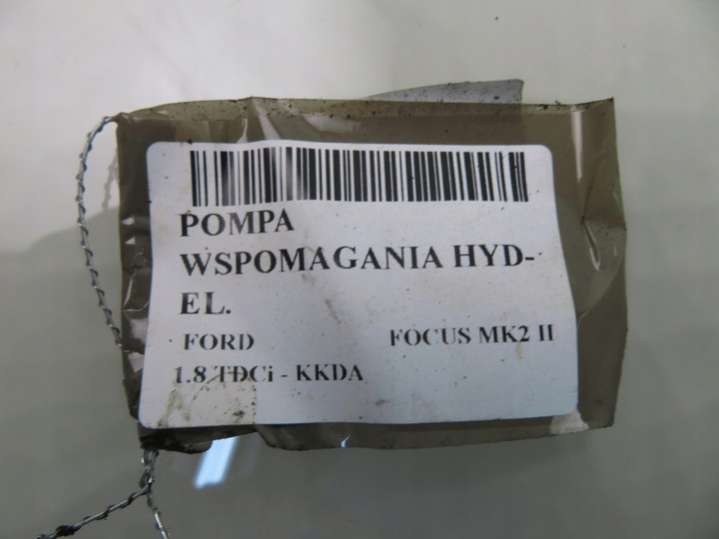 POMPA
WSPOMAGANIA HYD-
EL.
FORD FOCUS MK2 II
1.8 TDCi - KKDA